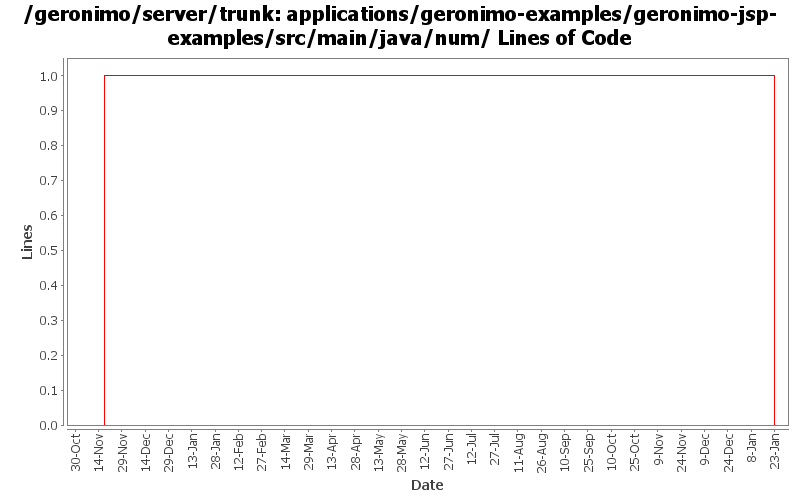 /geronimo/server/trunk: applications/geronimo-examples/geronimo-jsp-
examples/src/main/java/num/ Lines of Code
1.0
0.9
0.8
0.7
0.6
0.5
0.4
0.3
0.2
0.1
0.0
Lines
30-Oct
14-Nov
29-Nov
14-Dec
29-Dec
13-Jan
28-Jan
12-Feb
27-Feb
14-Mar
29-Mar
13-Apr
28-Apr
13-May
28-May
12-Jun
27-Jun
12-Jul
27-Jul
11-Aug
26-Aug
10-Sep
25-Sep
10-Oct
25-Oct
9-Nov
24-Nov
9-Dec
24-Dec
8-Jan
23-Jan
Date